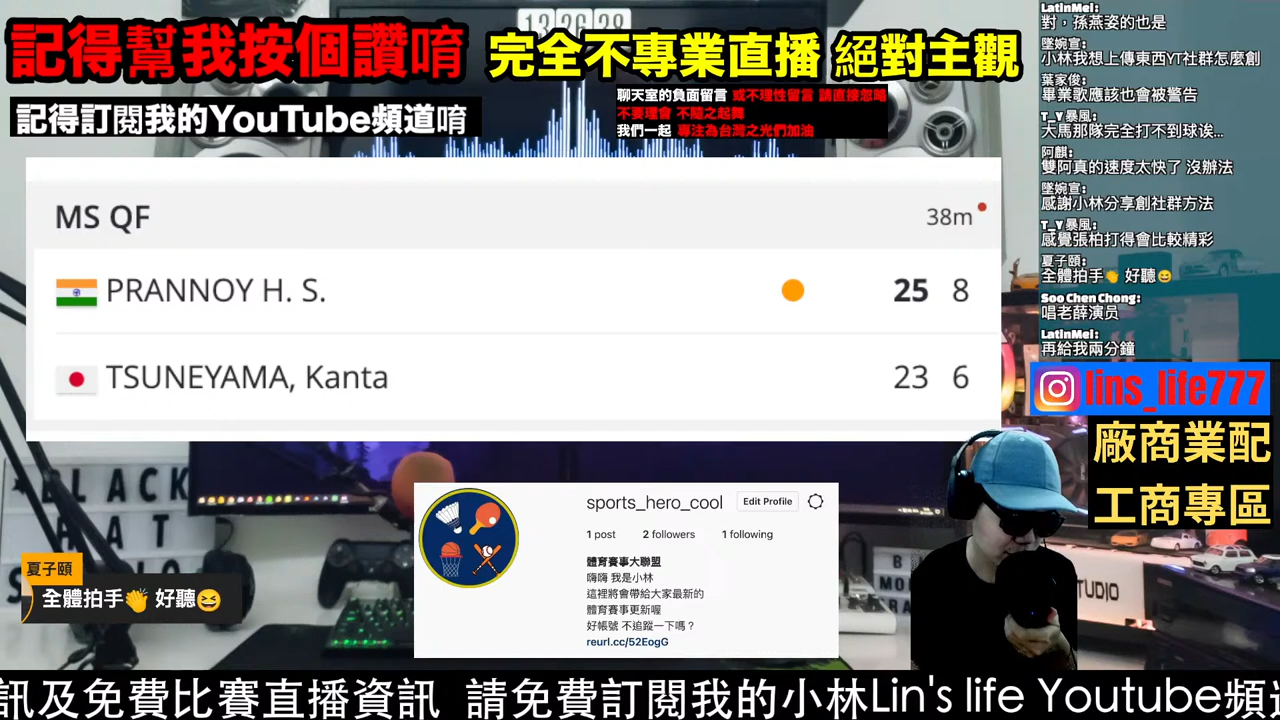 記得幫我按個讚唷
完全不專業直播 絕對主觀
記得訂閱我的YouTube頻道唷
聊天室的負面留言 或不理性留言 請直接忽略
不要理會 不隨之起舞
我們一起 專注為台灣之光們加油
MS QF
38m
PRANNOY H. S.
25 8
TSUNEYAMA, Kanta
23 6
LatinMei:
對，孫燕姿的也是
墜婉宣:
小林我想上傳東西YT社群怎麼創
葉家俊:
畢業歌應該也會被警告
T_Y暴風:
大馬那隊完全打不到球诶...
阿麒:
雙阿真的速度太快了 沒辦法
墜婉宣:
感謝小林分享創社群方法
T_Y暴風:
感覺張柏打得會比較精彩
夏子頤:
全體拍手👏 好聽😆
Soo Chen Chong:
唱老薛演员
LatinMei:
再給我兩分鐘
lins_life777
廠商業配
工商專區
BLACK
HAT
夏子頤
全體拍手👏 好聽😆
sports_hero_cool
Edit Profile
1 post 2 followers 1 following
體育賽事大聯盟
嗨嗨 我是小林
這裡將會帶給大家最新的
體育賽事更新喔
好帳號 不追蹤一下嗎？
reurl.cc/52EogG
TUDIO
訊及免費比賽直播資訊 請免費訂閱我的小林Lin's life Youtube頻